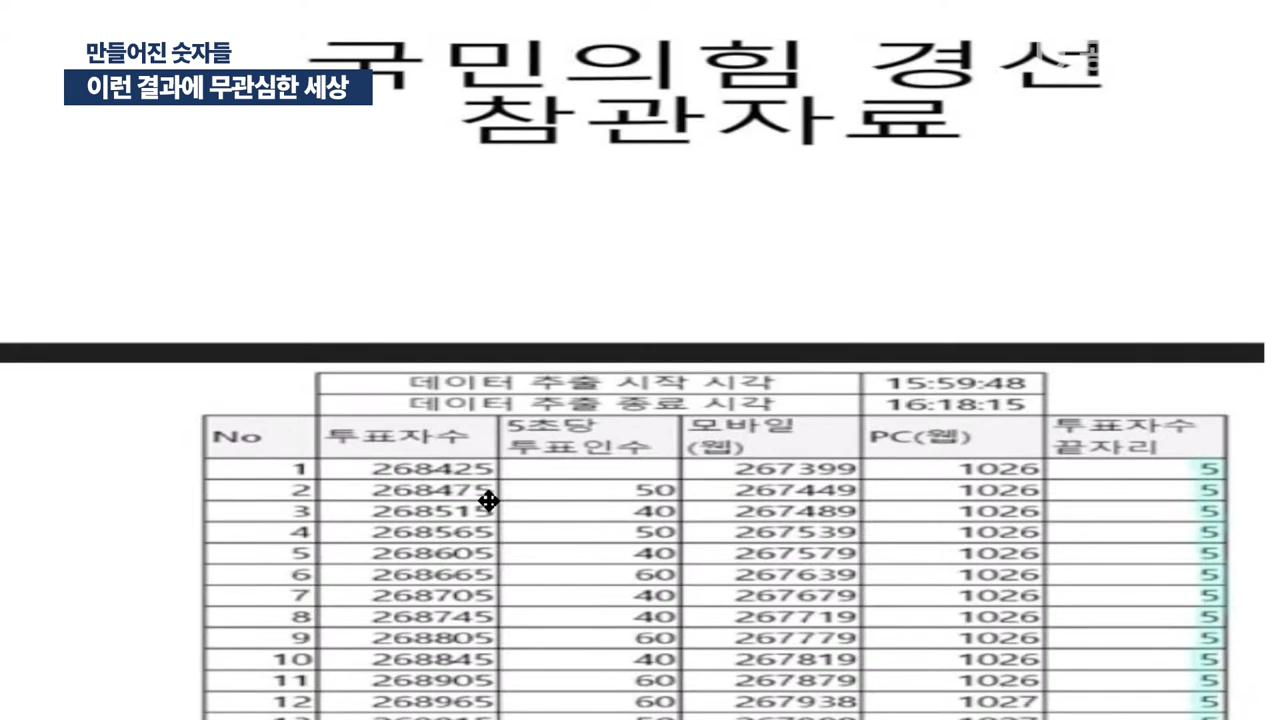 만들어진 숫자들
이런 결과에 무관심한 세상
국민의힘 경선
참관자료
데이터 추출 시작 시각 15:59:48
데이터 추출 종료 시각 16:18:15
No 투표자수 5초당 투표인수 모바일(웹) PC(웹) 투표자수 끝자리
1 268425 267399 1026 5
2 268475 50 267449 1026 5
3 268515 40 267489 1026 5
4 268565 50 267539 1026 5
5 268605 40 267579 1026 5
6 268665 60 267639 1026 5
7 268705 40 267679 1026 5
8 268745 40 267719 1026 5
9 268805 60 267779 1026 5
10 268845 40 267819 1026 5
11 268905 60 267879 1026 5
12 268965 60 267938 1027 5